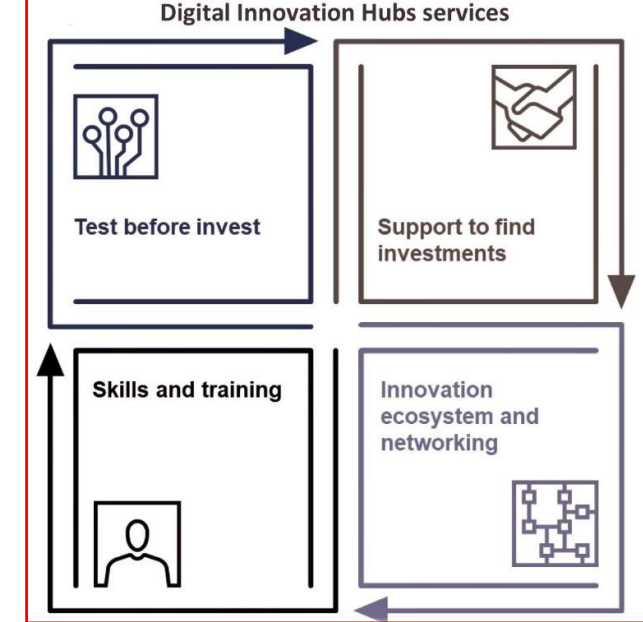 Digital Innovation Hubs services
Test before invest
Support to find
investments
Skills and training
Innovation
ecosystem and
networking